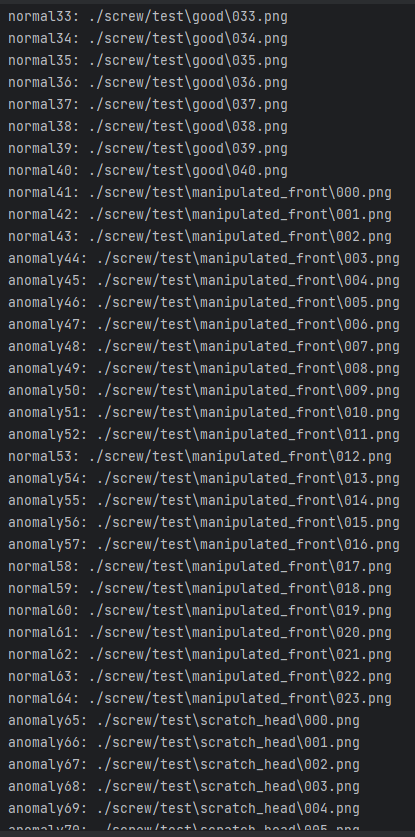 normal33: ./screw/test\good\033.png
normal34: ./screw/test\good\034.png
normal35: ./screw/test\good\035.png
normal36: ./screw/test\good\036.png
normal37: ./screw/test\good\037.png
normal38: ./screw/test\good\038.png
normal39: ./screw/test\good\039.png
normal40: ./screw/test\good\040.png
normal41: ./screw/test\manipulated_front\000.png
normal42: ./screw/test\manipulated_front\001.png
normal43: ./screw/test\manipulated_front\002.png
anomaly44: ./screw/test\manipulated_front\003.png
anomaly45: ./screw/test\manipulated_front\004.png
anomaly46: ./screw/test\manipulated_front\005.png
anomaly47: ./screw/test\manipulated_front\006.png
anomaly48: ./screw/test\manipulated_front\007.png
anomaly49: ./screw/test\manipulated_front\008.png
anomaly50: ./screw/test\manipulated_front\009.png
anomaly51: ./screw/test\manipulated_front\010.png
anomaly52: ./screw/test\manipulated_front\011.png
normal53: ./screw/test\manipulated_front\012.png
anomaly54: ./screw/test\manipulated_front\013.png
anomaly55: ./screw/test\manipulated_front\014.png
anomaly56: ./screw/test\manipulated_front\015.png
anomaly57: ./screw/test\manipulated_front\016.png
normal58: ./screw/test\manipulated_front\017.png
normal59: ./screw/test\manipulated_front\018.png
normal60: ./screw/test\manipulated_front\019.png
normal61: ./screw/test\manipulated_front\020.png
normal62: ./screw/test\manipulated_front\021.png
normal63: ./screw/test\manipulated_front\022.png
normal64: ./screw/test\manipulated_front\023.png
anomaly65: ./screw/test\scratch_head\000.png
anomaly66: ./screw/test\scratch_head\001.png
anomaly67: ./screw/test\scratch_head\002.png
anomaly68: ./screw/test\scratch_head\003.png
anomaly69: ./screw/test\scratch_head\004.png
anomaly70: ./screw/test\scratch_head\005.png